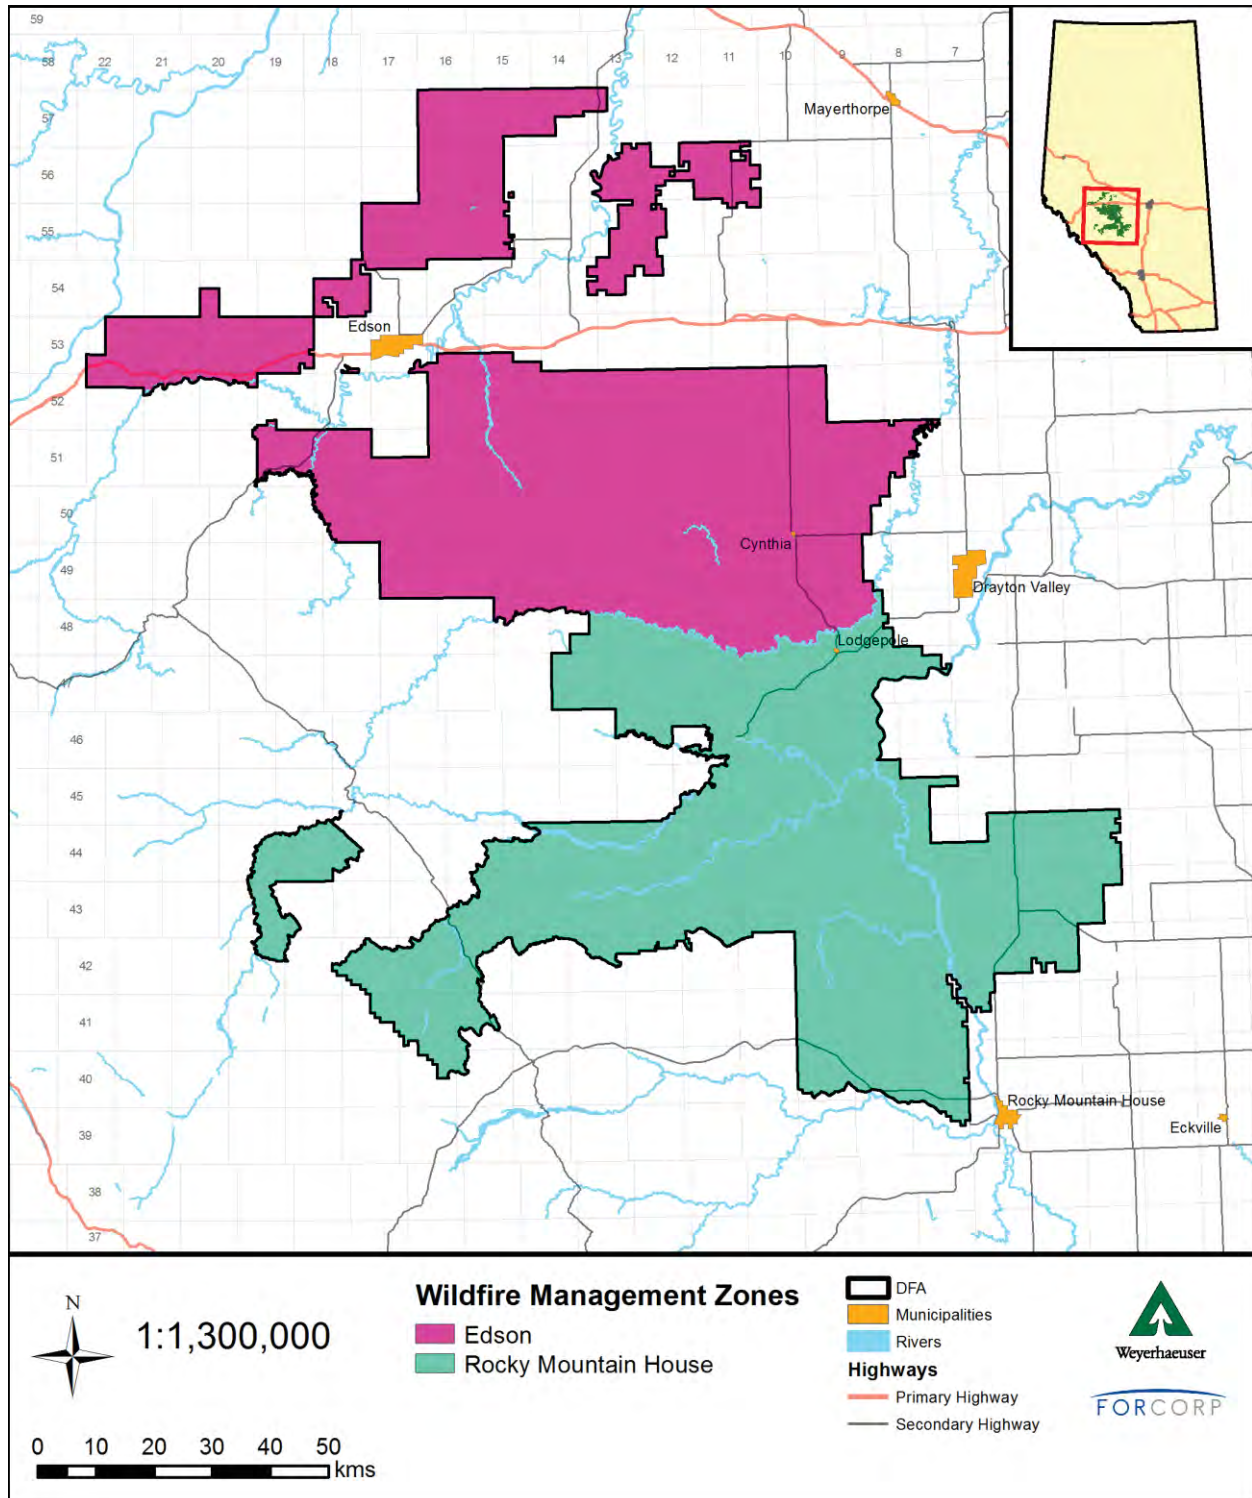 59
58
22
21
20
19
18
17
16
15
14
13
12
11
10
9
8
7
57
56
55
54
53
52
51
50
49
48
47
46
45
44
43
42
41
40
39
38
37
Mayerthorpe
Edson
Cynthia
Drayton Valley
Lodgepole
Rocky Mountain House
Eckville
N
1:1,300,000
0 10 20 30 40 50
kms
Wildfire Management Zones
Edson
Rocky Mountain House
DFA
Municipalities
Rivers
Highways
Primary Highway
Secondary Highway
Weyerhaeuser
FORCORP